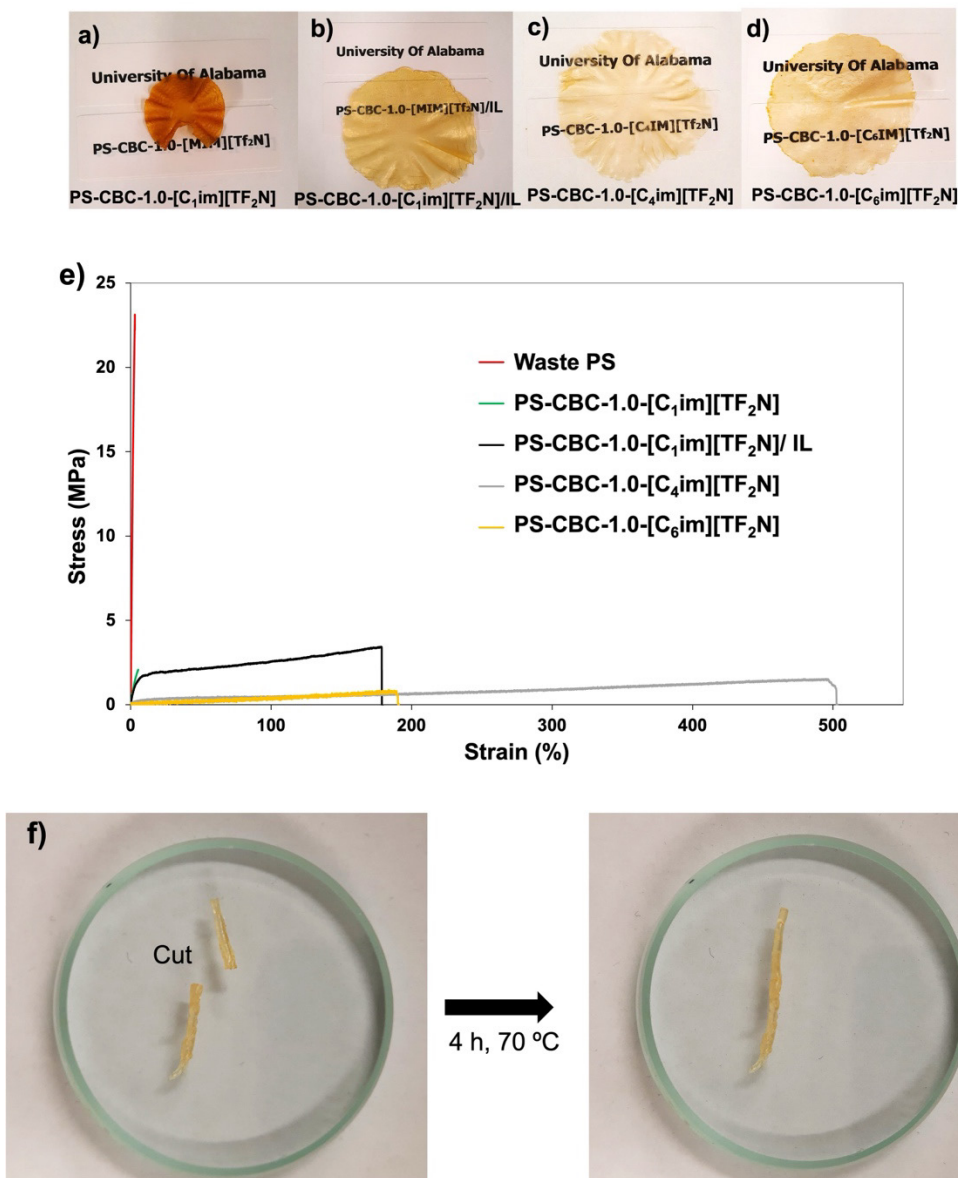 a)
University Of Alabama
PS-CBC-1.0-[MIM][Tf₂N]
PS-CBC-1.0-[C₁im][TF₂N]
b)
University Of Alabama
PS-CBC-1.0-[MIM][Tf₂N]/IL
PS-CBC-1.0-[C₁im][TF₂N]/IL
c)
University Of Alabama
PS-CBC-1.0-[C₄IM][Tf₂N]
PS-CBC-1.0-[C₄im][TF₂N]
d)
University Of Alabama
PS-CBC-1.0-[C₆IM][Tf₂N]
PS-CBC-1.0-[C₆im][TF₂N]
e)
25
20
15
10
5
0
Stress (MPa)
Waste PS
PS-CBC-1.0-[C₁im][TF₂N]
PS-CBC-1.0-[C₁im][TF₂N]/ IL
PS-CBC-1.0-[C₄im][TF₂N]
PS-CBC-1.0-[C₆im][TF₂N]
0 100 200 300 400 500
Strain (%)
f)
Cut
4 h, 70 ºC